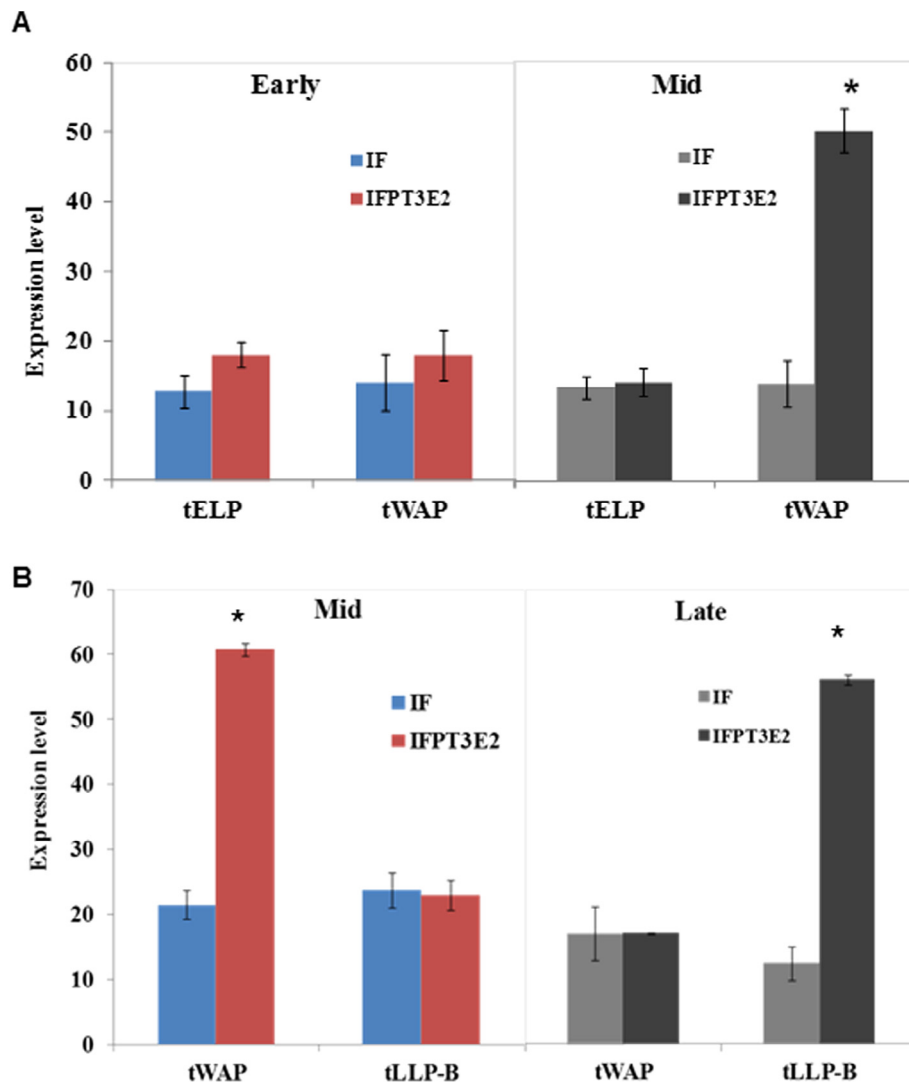 A
60
50
40
30
20
10
0
Expression level
Early
IF
IFPT3E2
tELP
tWAP
Mid
*
IF
IFPT3E2
tELP
tWAP
B
70
60
50
40
30
20
10
0
Expression level
Mid
*
IF
IFPT3E2
tWAP
tLLP-B
Late
*
IF
IFPT3E2
tWAP
tLLP-B